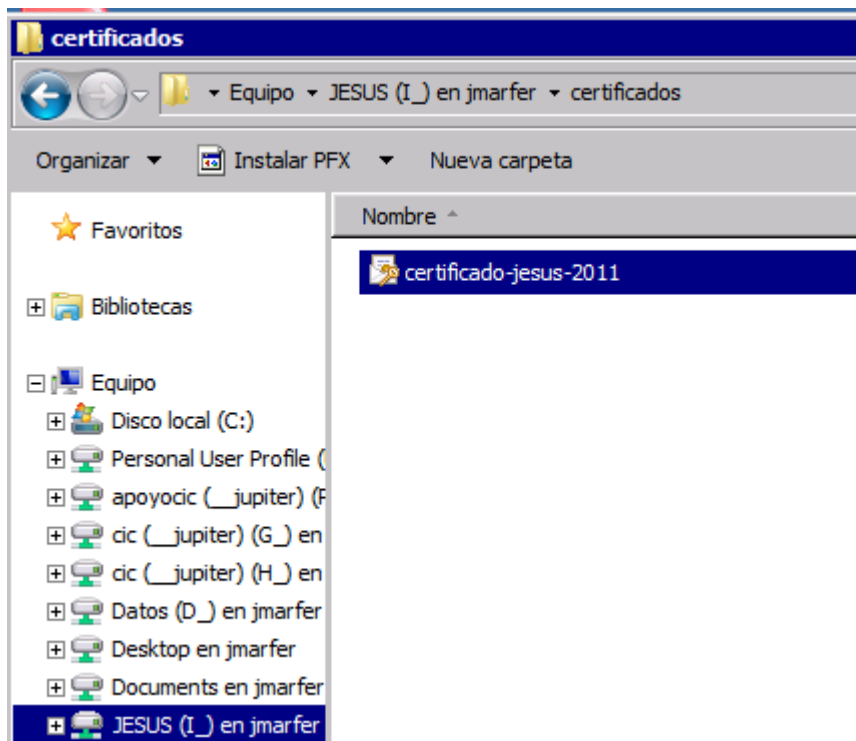 certificados
Equipo JESUS (I_) en jmarfer certificados
Organizar Instalar PFX Nueva carpeta
Favoritos
Bibliotecas
Equipo
Disco local (C:)
Personal User Profile (
apoyocic (__jupiter) (F
cic (__jupiter) (G_) en
cic (__jupiter) (H_) en
Datos (D_) en jmarfer
Desktop en jmarfer
Documents en jmarfer
JESUS (I_) en jmarfer
Nombre
certificado-jesus-2011